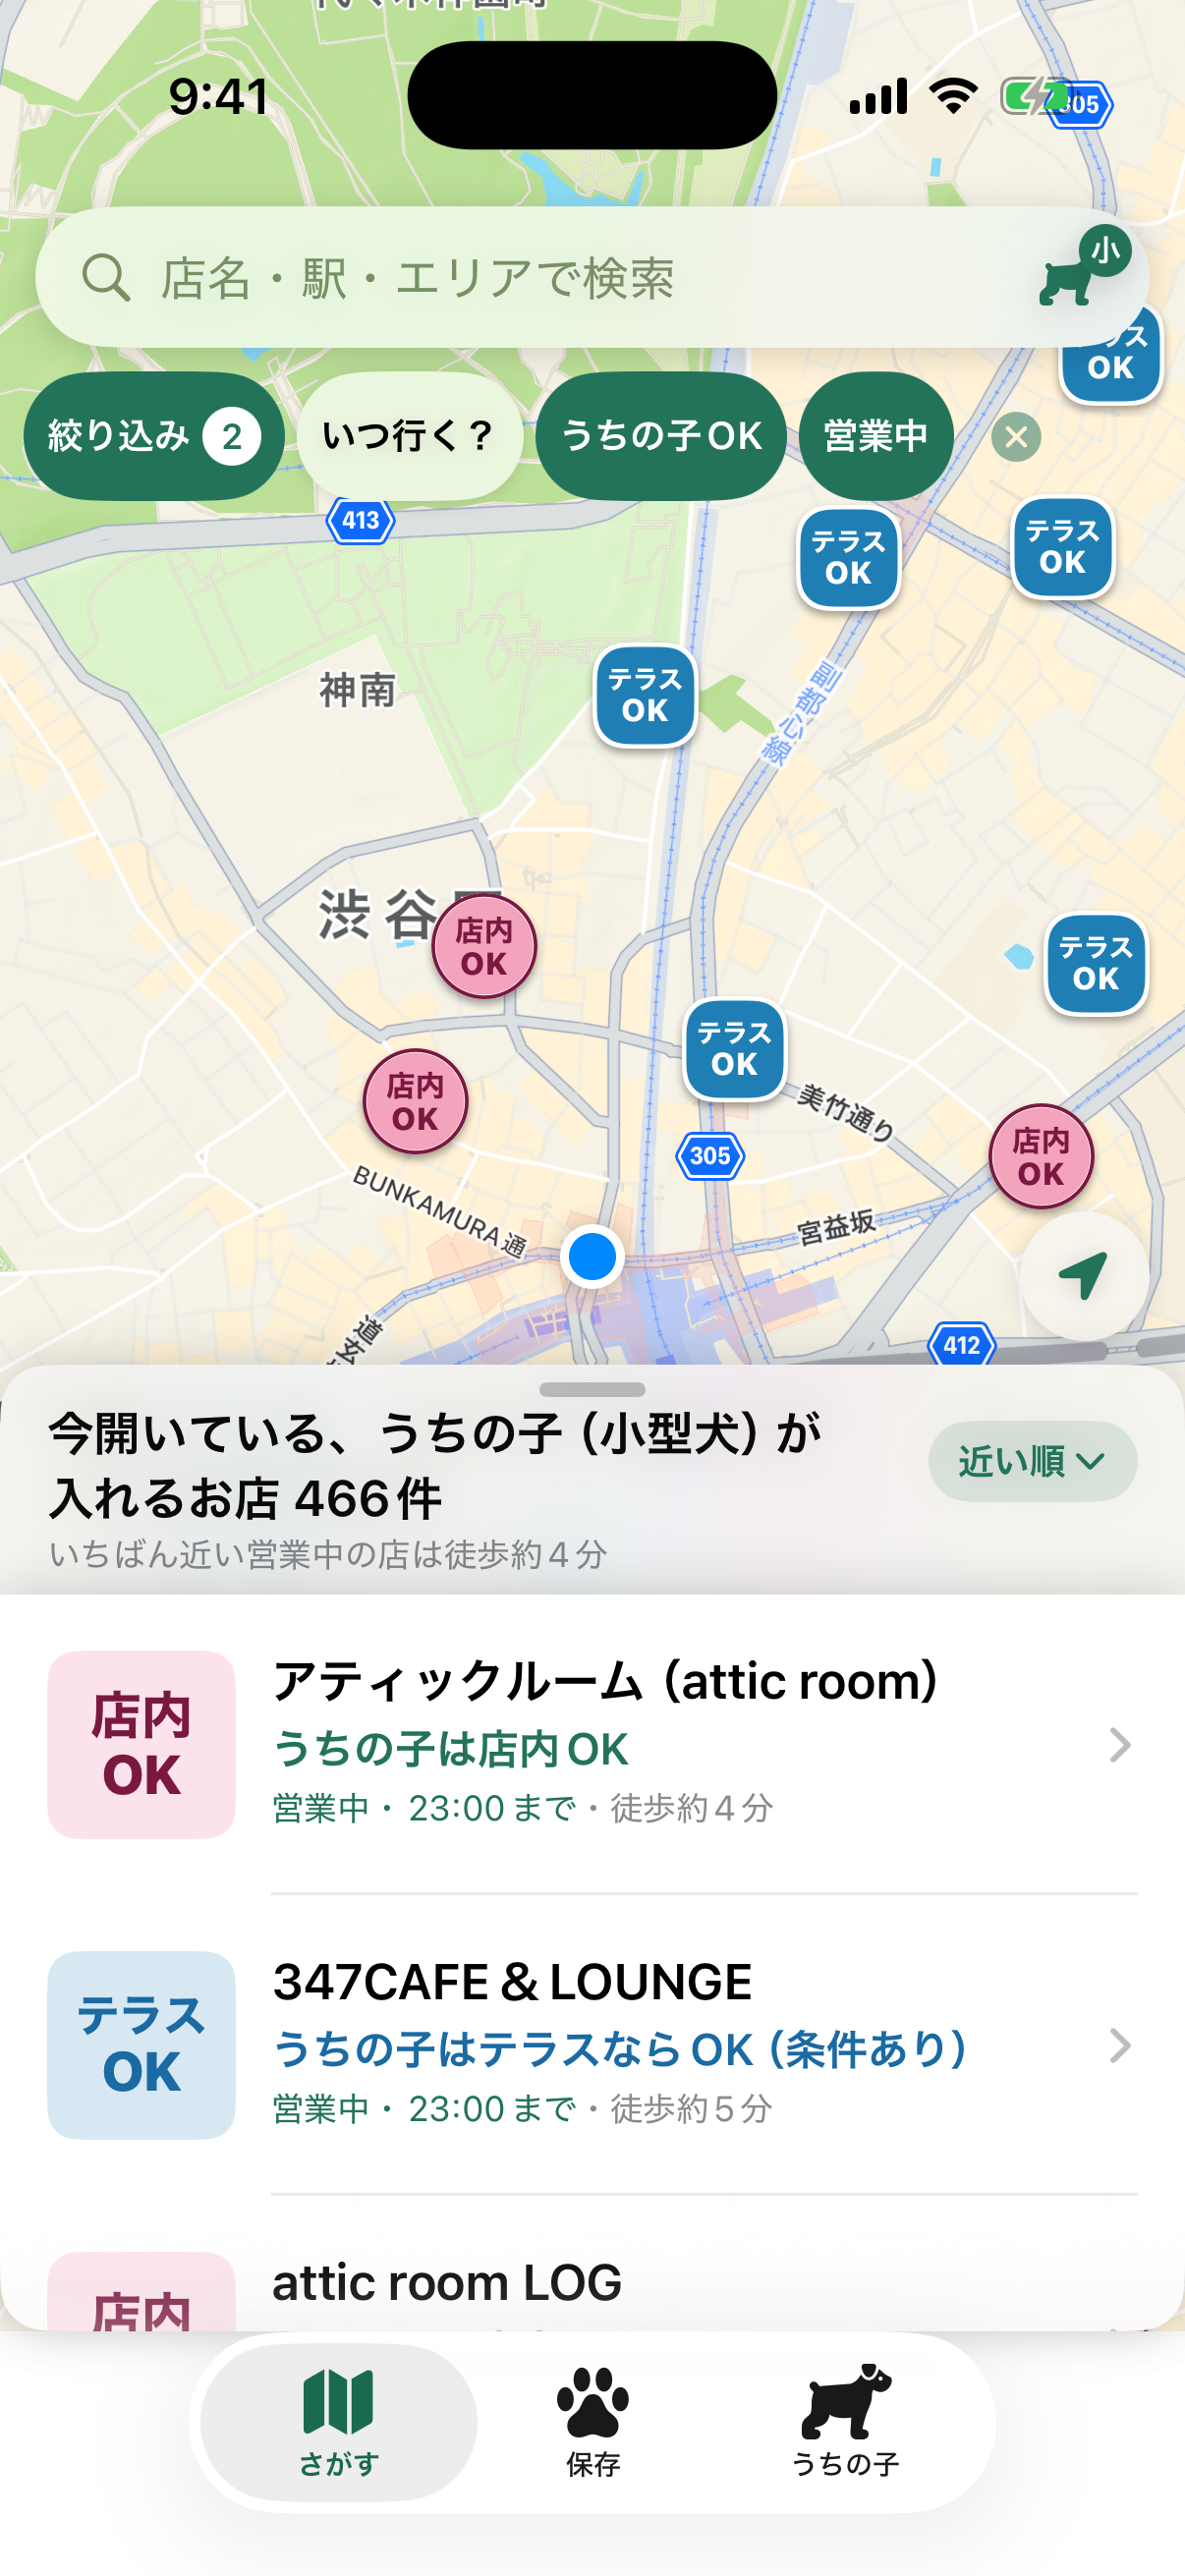 9:41
305
店名・駅・エリアで検索
小
OK
絞り込み 2
いつ行く？
うちの子OK
営業中
413
テラス
OK
テラス
OK
テラス
OK
神南
副都心線
渋谷
店内
OK
テラス
OK
テラス
OK
店内
OK
美竹通り
店内
OK
305
BUNKAMURA通
宮益坂
412
今開いている、うちの子（小型犬）が
入れるお店 466件
近い順
いちばん近い営業中の店は徒歩約4分
店内
OK
アティックルーム（attic room）
うちの子は店内OK
営業中・23:00まで・徒歩約4分
テラス
OK
347CAFE & LOUNGE
うちの子はテラスならOK（条件あり）
営業中・23:00まで・徒歩約5分
店内
attic room LOG
さがす
保存
うちの子